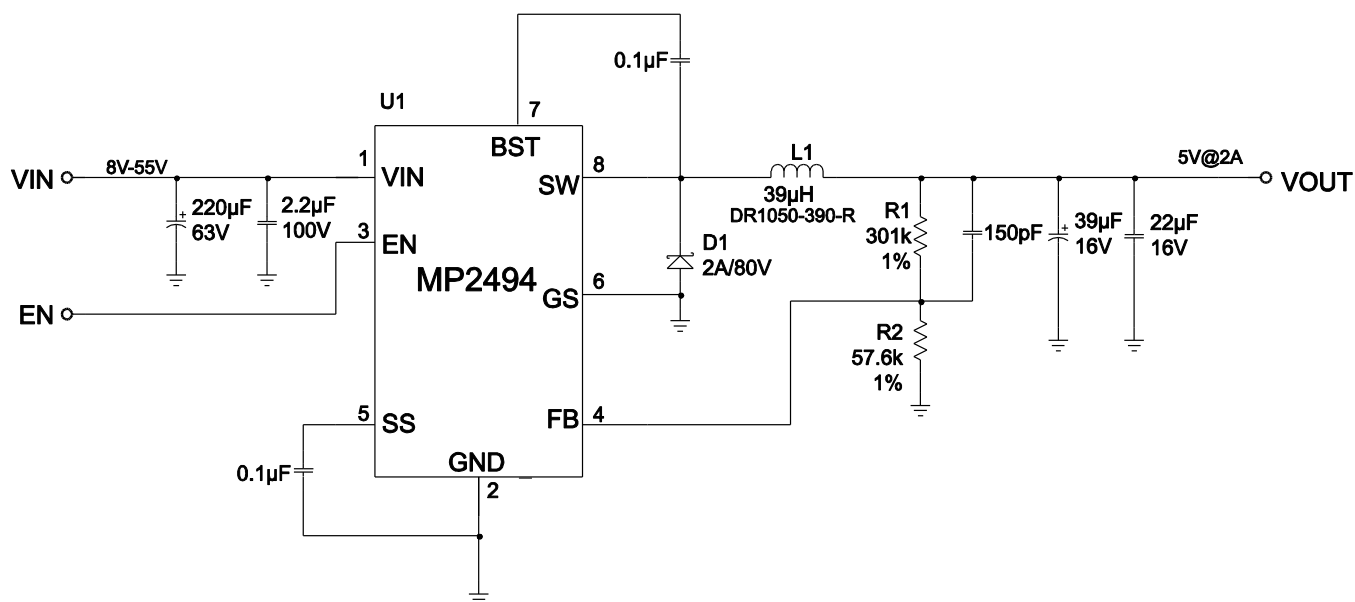 0.1µF
U1
7
BST
VIN
8V-55V
1
VIN
8
SW
L1
39µH
DR1050-390-R
5V@2A
VOUT
220µF
63V
+
2.2µF
100V
3
EN
MP2494
D1
2A/80V
6
GS
R1
301k
1%
150pF
+
39µF
16V
22µF
16V
EN
R2
57.6k
1%
5
SS
FB
4
0.1µF
GND
2